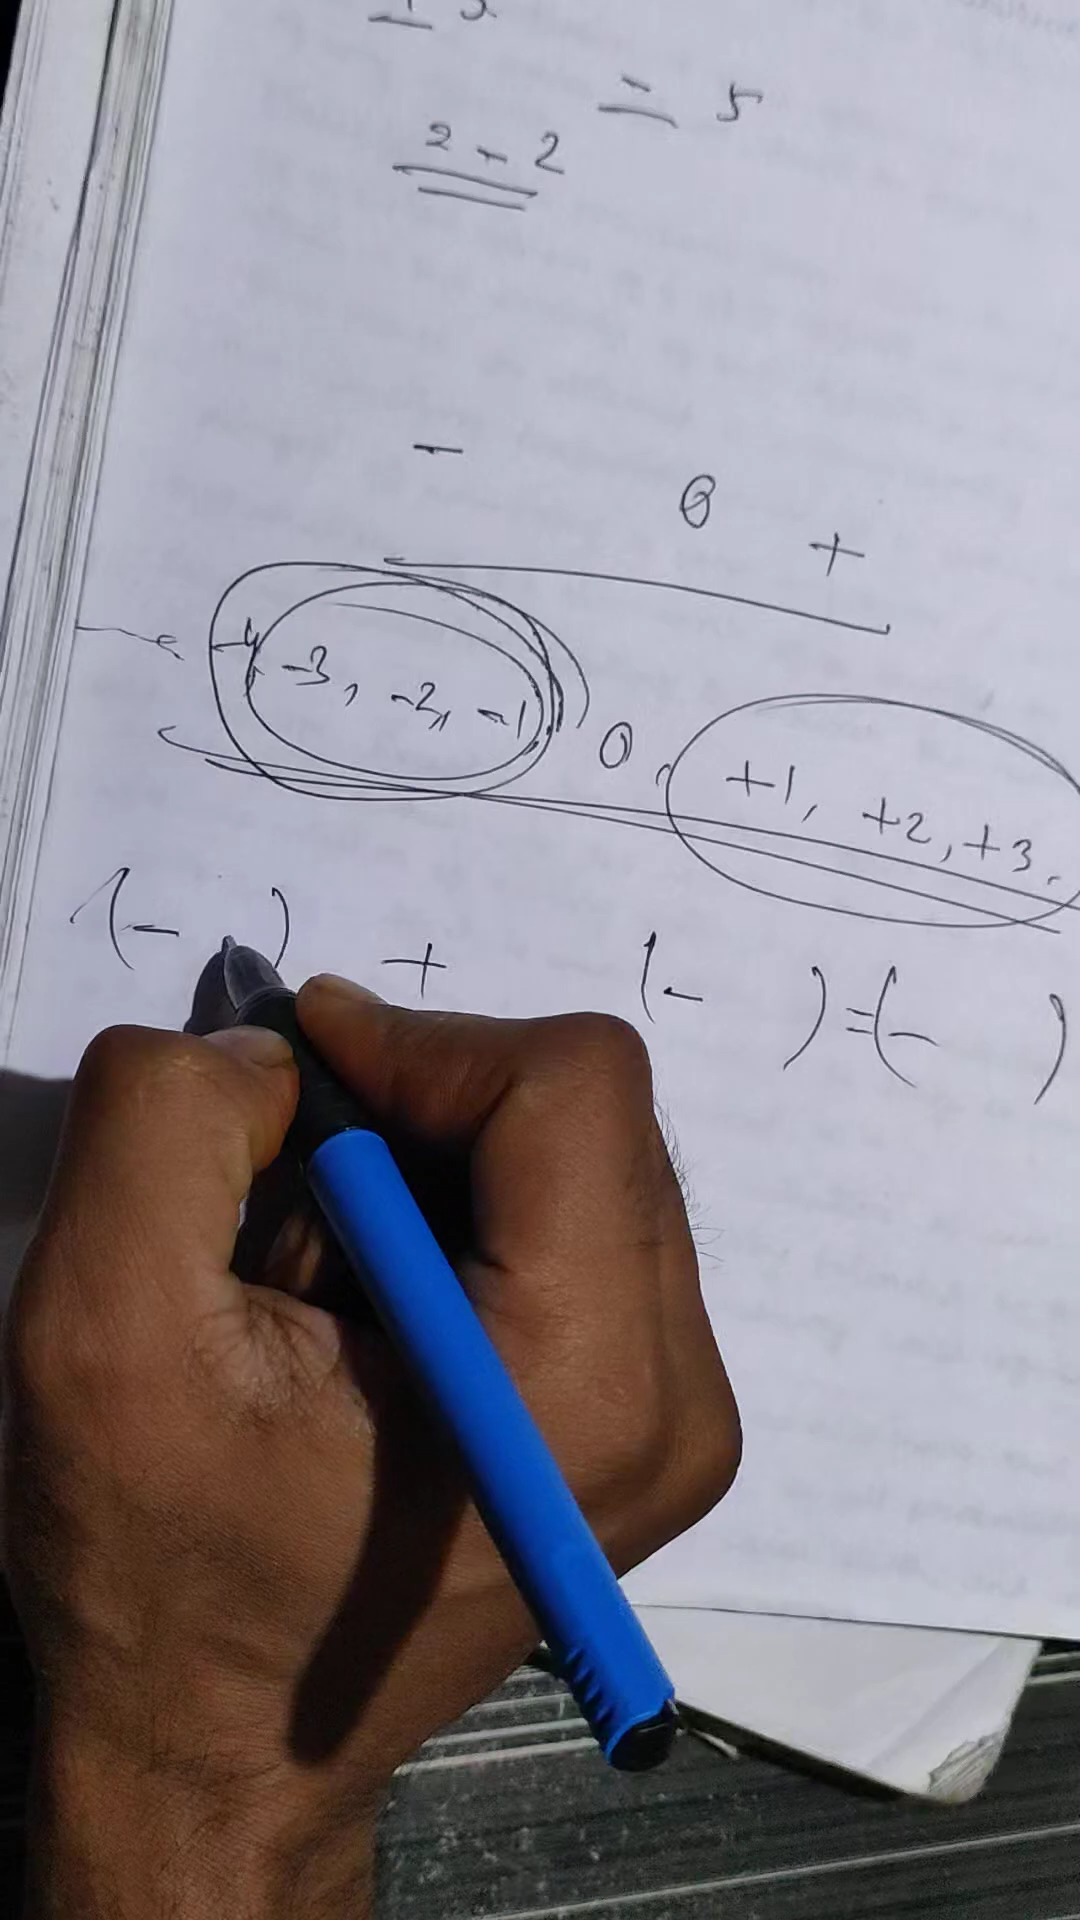 = 5
2 - 2
- 0 +
-4, -3, -2, -1, 0, +1, +2, +3,
(- ) + (- ) = (- )